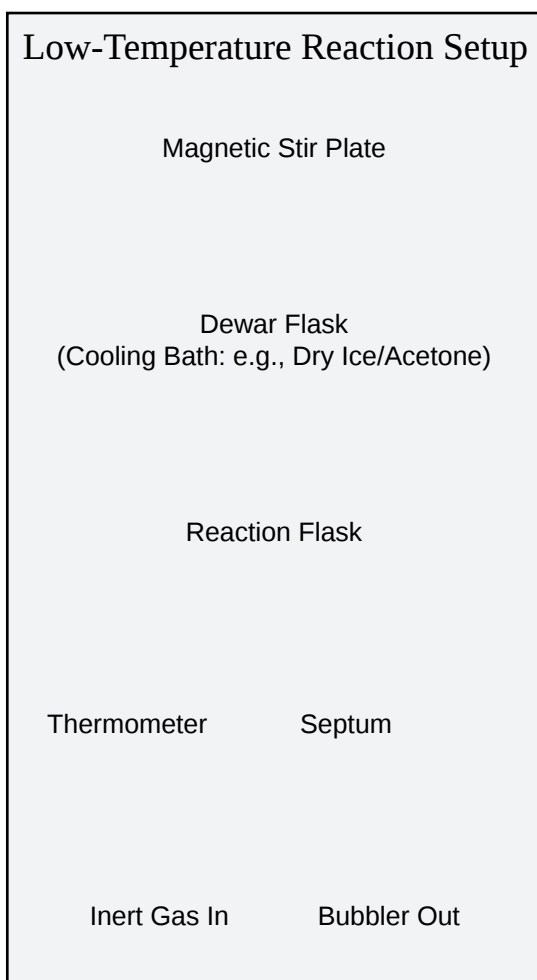 Low-Temperature Reaction Setup
Magnetic Stir Plate
Dewar Flask
(Cooling Bath: e.g., Dry Ice/Acetone)
Reaction Flask
Thermometer Septum
Inert Gas In Bubbler Out